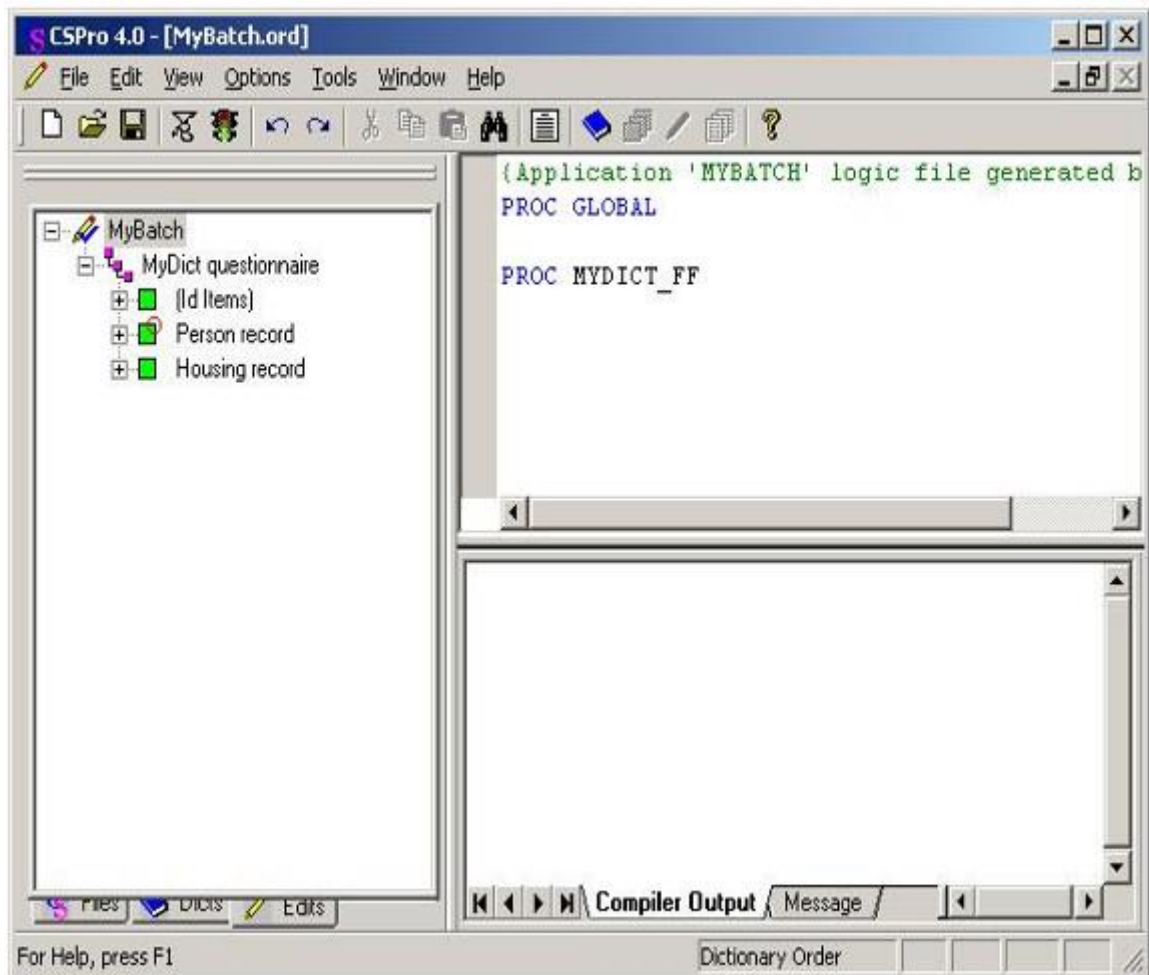 CSPro 4.0 - [MyBatch.ord]
File Edit View Options Tools Window Help
MyBatch
MyDict questionnaire
(Id Items)
Person record
Housing record
{Application 'MYBATCH' logic file generated b
PROC GLOBAL
PROC MYDICT_FF
Files Dicts Edits
Compiler Output Message
For Help, press F1
Dictionary Order